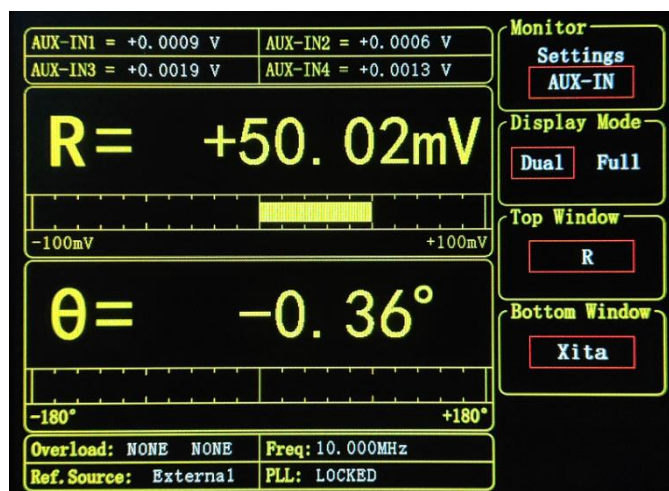 AUX-IN1 = +0.0009 V AUX-IN2 = +0.0006 V
AUX-IN3 = +0.0019 V AUX-IN4 = +0.0013 V
R= +50.02mV
-100mV +100mV
θ= -0.36°
-180° +180°
Overload: NONE NONE Freq: 10.000MHz
Ref.Source: External PLL: LOCKED
Monitor
Settings
AUX-IN
Display Mode
Dual Full
Top Window
R
Bottom Window
Xita